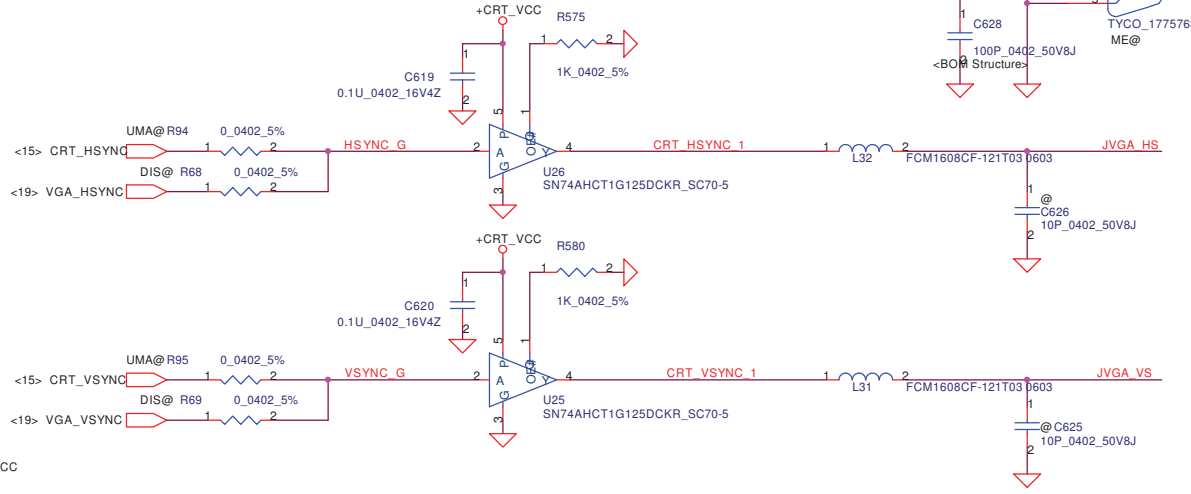 +CRT_VCC
R575
1
2
1K_0402_5%
1
C619
0.1U_0402_16V4Z
2
5
1
P
OE#
UMA@ R94
0_0402_5%
<15> CRT_HSYNC
1
2
HSYNC_G
2
A
Y
4
CRT_HSYNC_1
1
2
L32
FCM1608CF-121T03 0603
JVGA_HS
DIS@ R68
0_0402_5%
<19> VGA_HSYNC
1
2
G
3
U26
SN74AHCT1G125DCKR_SC70-5
1
@
C626
10P_0402_50V8J
2
1
C628
100P_0402_50V8J
2
<BOM Structure>
TYCO_177576
ME@
+CRT_VCC
R580
1
2
1K_0402_5%
1
C620
0.1U_0402_16V4Z
2
5
1
P
OE#
UMA@ R95
0_0402_5%
<15> CRT_VSYNC
1
2
VSYNC_G
2
A
Y
4
CRT_VSYNC_1
1
2
L31
FCM1608CF-121T03 0603
JVGA_VS
DIS@ R69
0_0402_5%
<19> VGA_VSYNC
1
2
G
3
U25
SN74AHCT1G125DCKR_SC70-5
1
@ C625
10P_0402_50V8J
2
CC